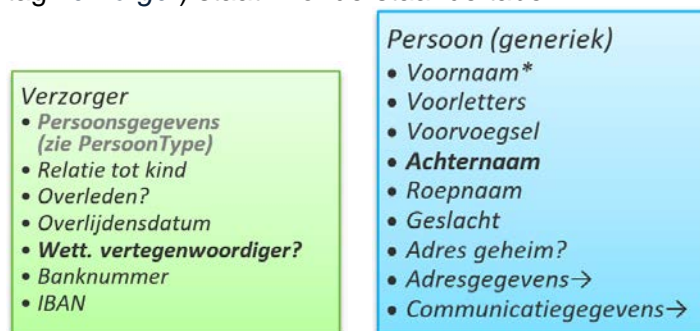 Verzorger
• Persoonsgegevens
(zie PersoonType)
• Relatie tot kind
• Overleden?
• Overlijdensdatum
• Wett. vertegenwoordiger?
• Banknummer
• IBAN
Persoon (generiek)
• Voornaam*
• Voorletters
• Voorvoegsel
• Achternaam
• Roepnaam
• Geslacht
• Adres geheim?
• Adresgegevens→
• Communicatiegegevens→